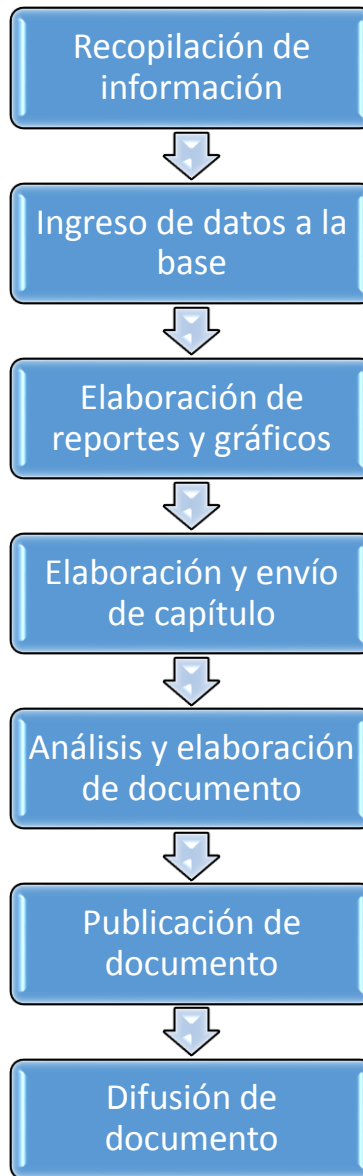 Recopilación de
información
Ingreso de datos a la
base
Elaboración de
reportes y gráficos
Elaboración y envío
de capítulo
Análisis y elaboración
de documento
Publicación de
documento
Difusión de
documento